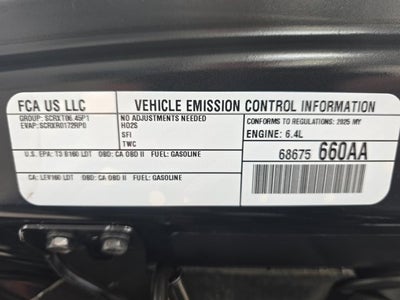 FCA US LLC
VEHICLE EMISSION CONTROL INFORMATION
GROUP: SCRXT06.45P1
EVAP: SCRXR0172RP0
NO ADJUSTMENTS NEEDED
HO2S
SFI
TWC
CONFORMS TO REGULATIONS: 2025 MY
ENGINE: 6.4L
U.S. EPA: T3 B160 LDT OBD: CA OBD II FUEL: GASOLINE
68675 660AA
CA: LEV160 LDT OBD: CA OBD II FUEL: GASOLINE